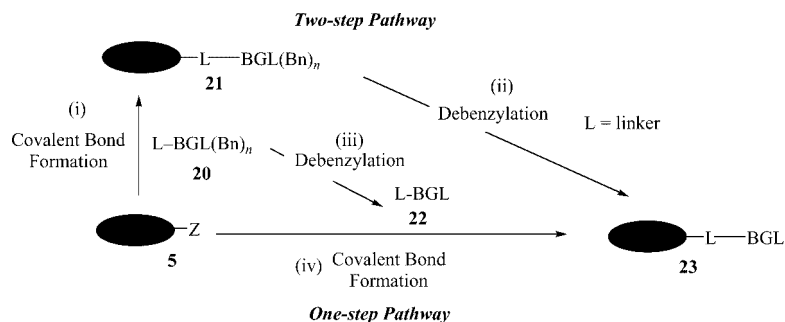 Two-step Pathway
L BGL(Bn)n
21
(i)
Covalent Bond
Formation
(ii)
Debenzylation
L = linker
L–BGL(Bn)n
20
(iii)
Debenzylation
L-BGL
22
Z
5
(iv) Covalent Bond
Formation
L BGL
23
One-step Pathway